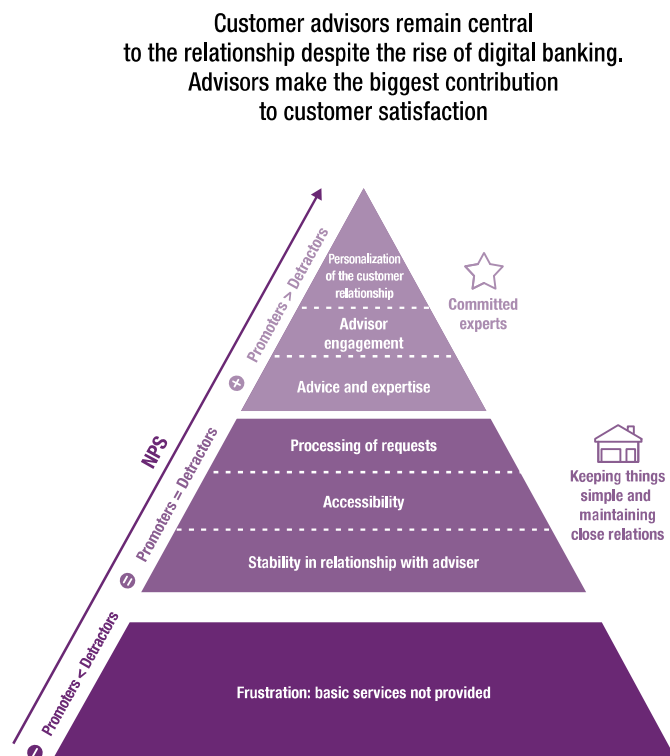 Customer advisors remain central
to the relationship despite the rise of digital banking.
Advisors make the biggest contribution
to customer satisfaction
Personalization
of the customer
relationship
Advisor
engagement
Advice and expertise
Committed
experts
Promoters > Detractors
+
NPS
Processing of requests
Accessibility
Stability in relationship with adviser
Keeping things
simple and
maintaining
close relations
Promoters = Detractors
=
Frustration: basic services not provided
Promoters < Detractors
–